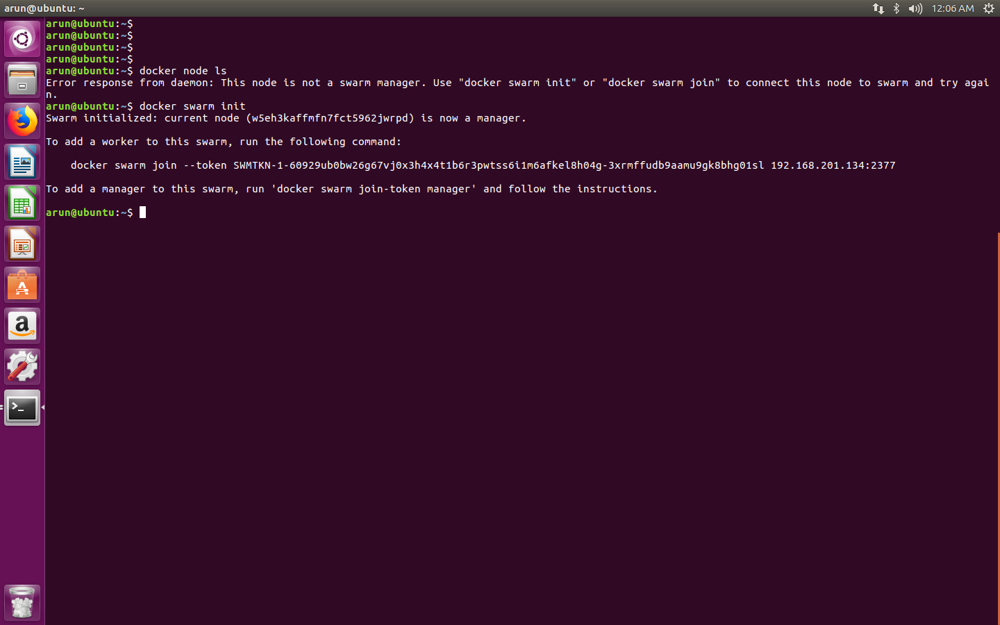 arun@ubuntu: ~
12:06 AM
arun@ubuntu:~$
arun@ubuntu:~$
arun@ubuntu:~$
arun@ubuntu:~$
arun@ubuntu:~$ docker node ls
Error response from daemon: This node is not a swarm manager. Use "docker swarm init" or "docker swarm join" to connect this node to swarm and try agai
n.
arun@ubuntu:~$ docker swarm init
Swarm initialized: current node (w5eh3kaffmfn7fct5962jwrpd) is now a manager.
To add a worker to this swarm, run the following command:
docker swarm join --token SWMTKN-1-60929ub0bw26g67vj0x3h4x4t1b6r3pwtss6i1m6afkel8h04g-3xrmffudb9aamu9gk8bhg01sl 192.168.201.134:2377
To add a manager to this swarm, run 'docker swarm join-token manager' and follow the instructions.
arun@ubuntu:~$